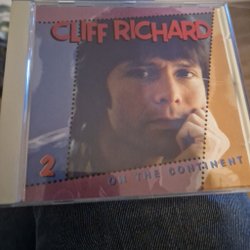 CLIFF RICHARD
2
ON THE CONTINENT